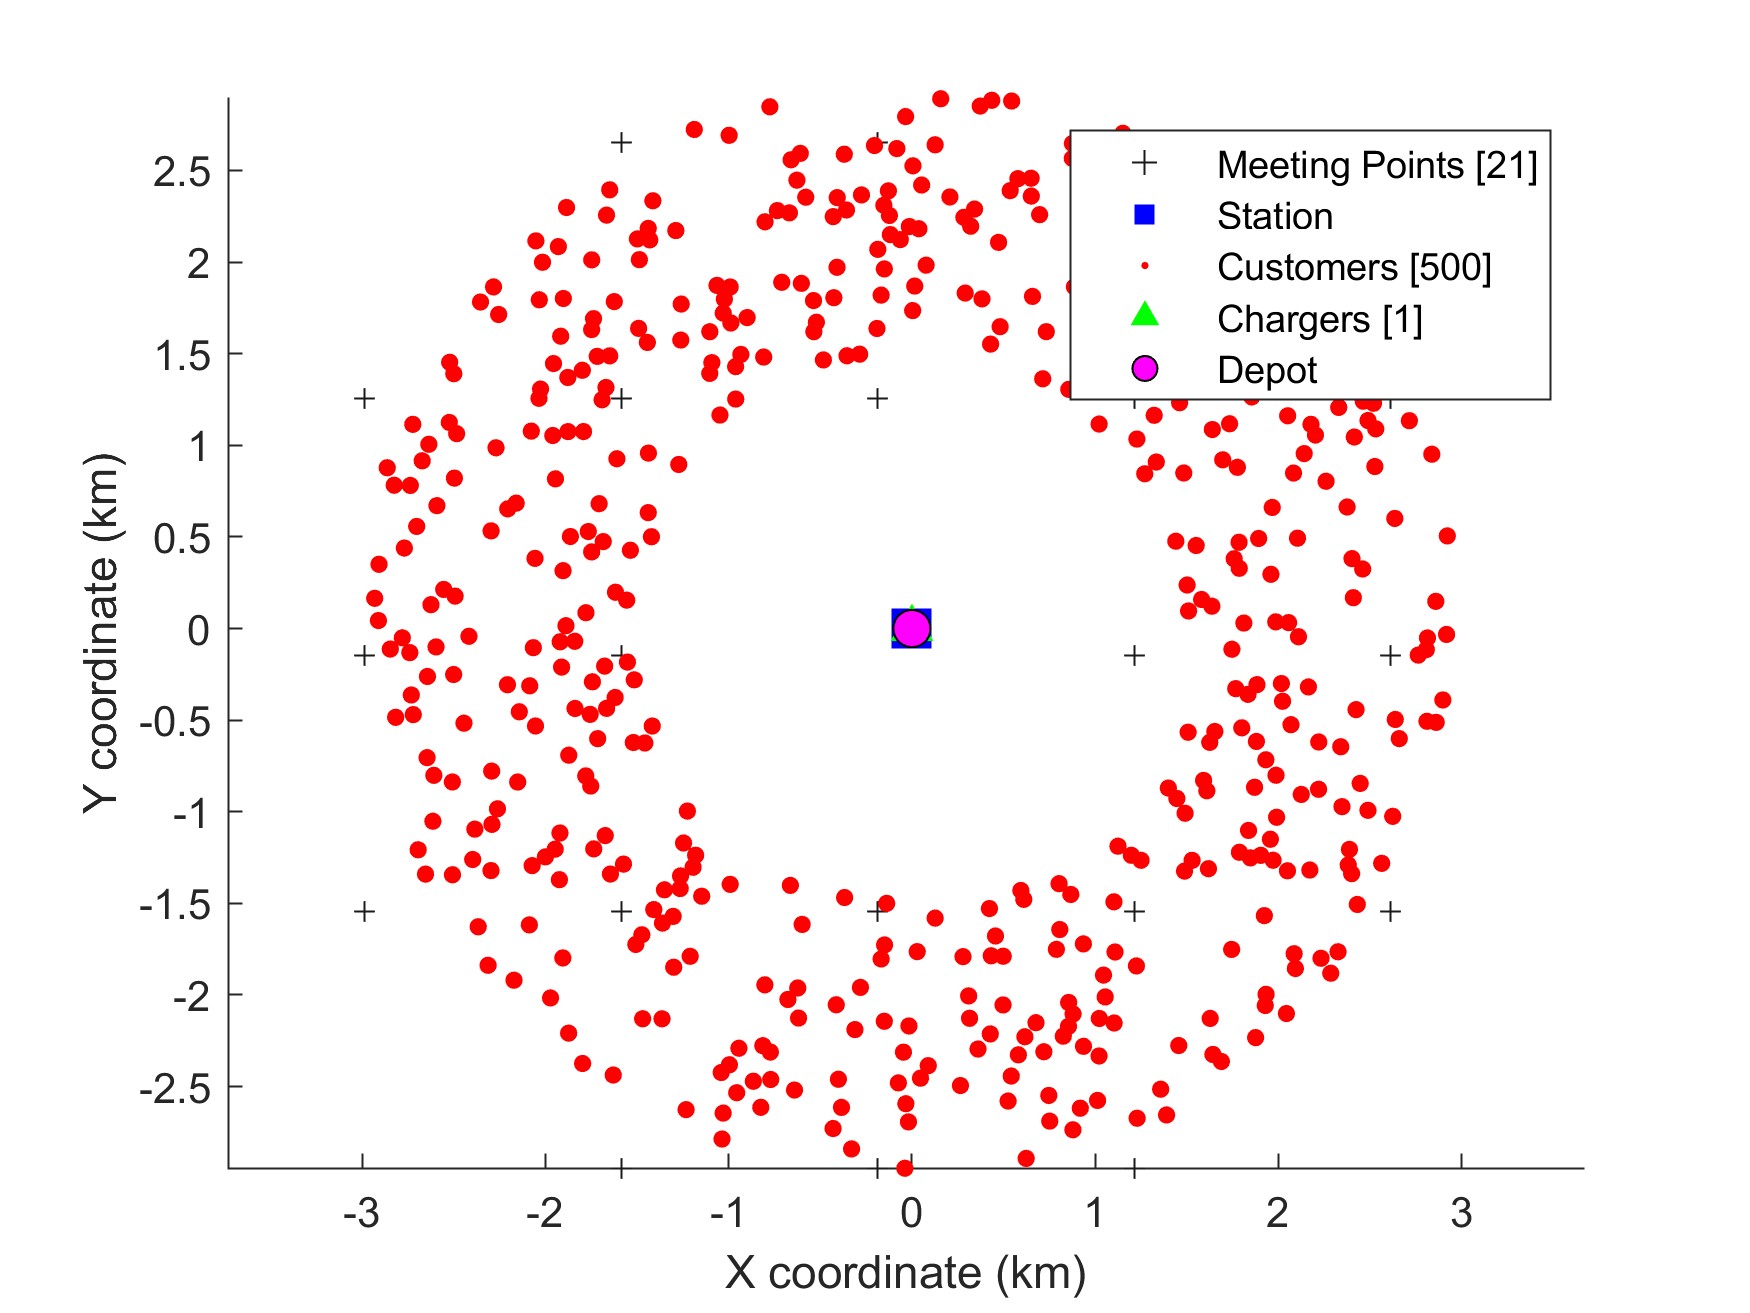 Meeting Points [21]
Station
Customers [500]
Chargers [1]
Depot
Y coordinate (km)
2.5
2
1.5
1
0.5
0
-0.5
-1
-1.5
-2
-2.5
-3 -2 -1 0 1 2 3
X coordinate (km)